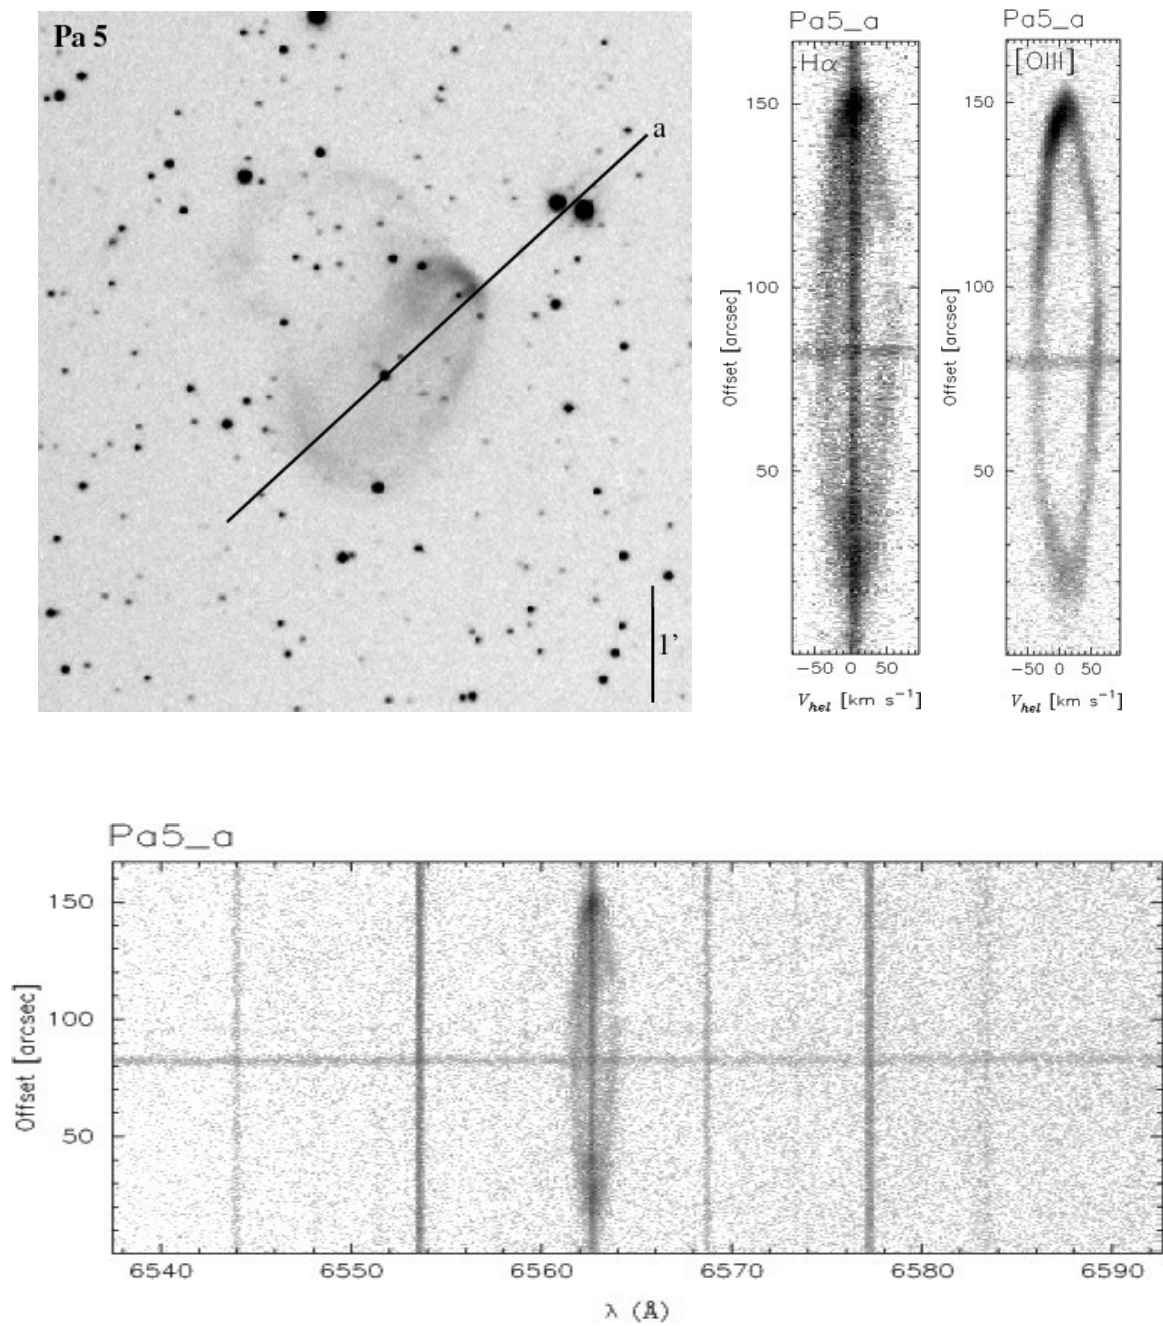 Pa 5
a
1'
Pa5_a
Hα
150
100
50
Offset [arcsec]
−50 0 50
V_hel [km s⁻¹]
Pa5_a
[OIII]
150
100
50
Offset [arcsec]
−50 0 50
V_hel [km s⁻¹]
Pa5_a
150
100
50
Offset [arcsec]
6540 6550 6560 6570 6580 6590
λ (Å)